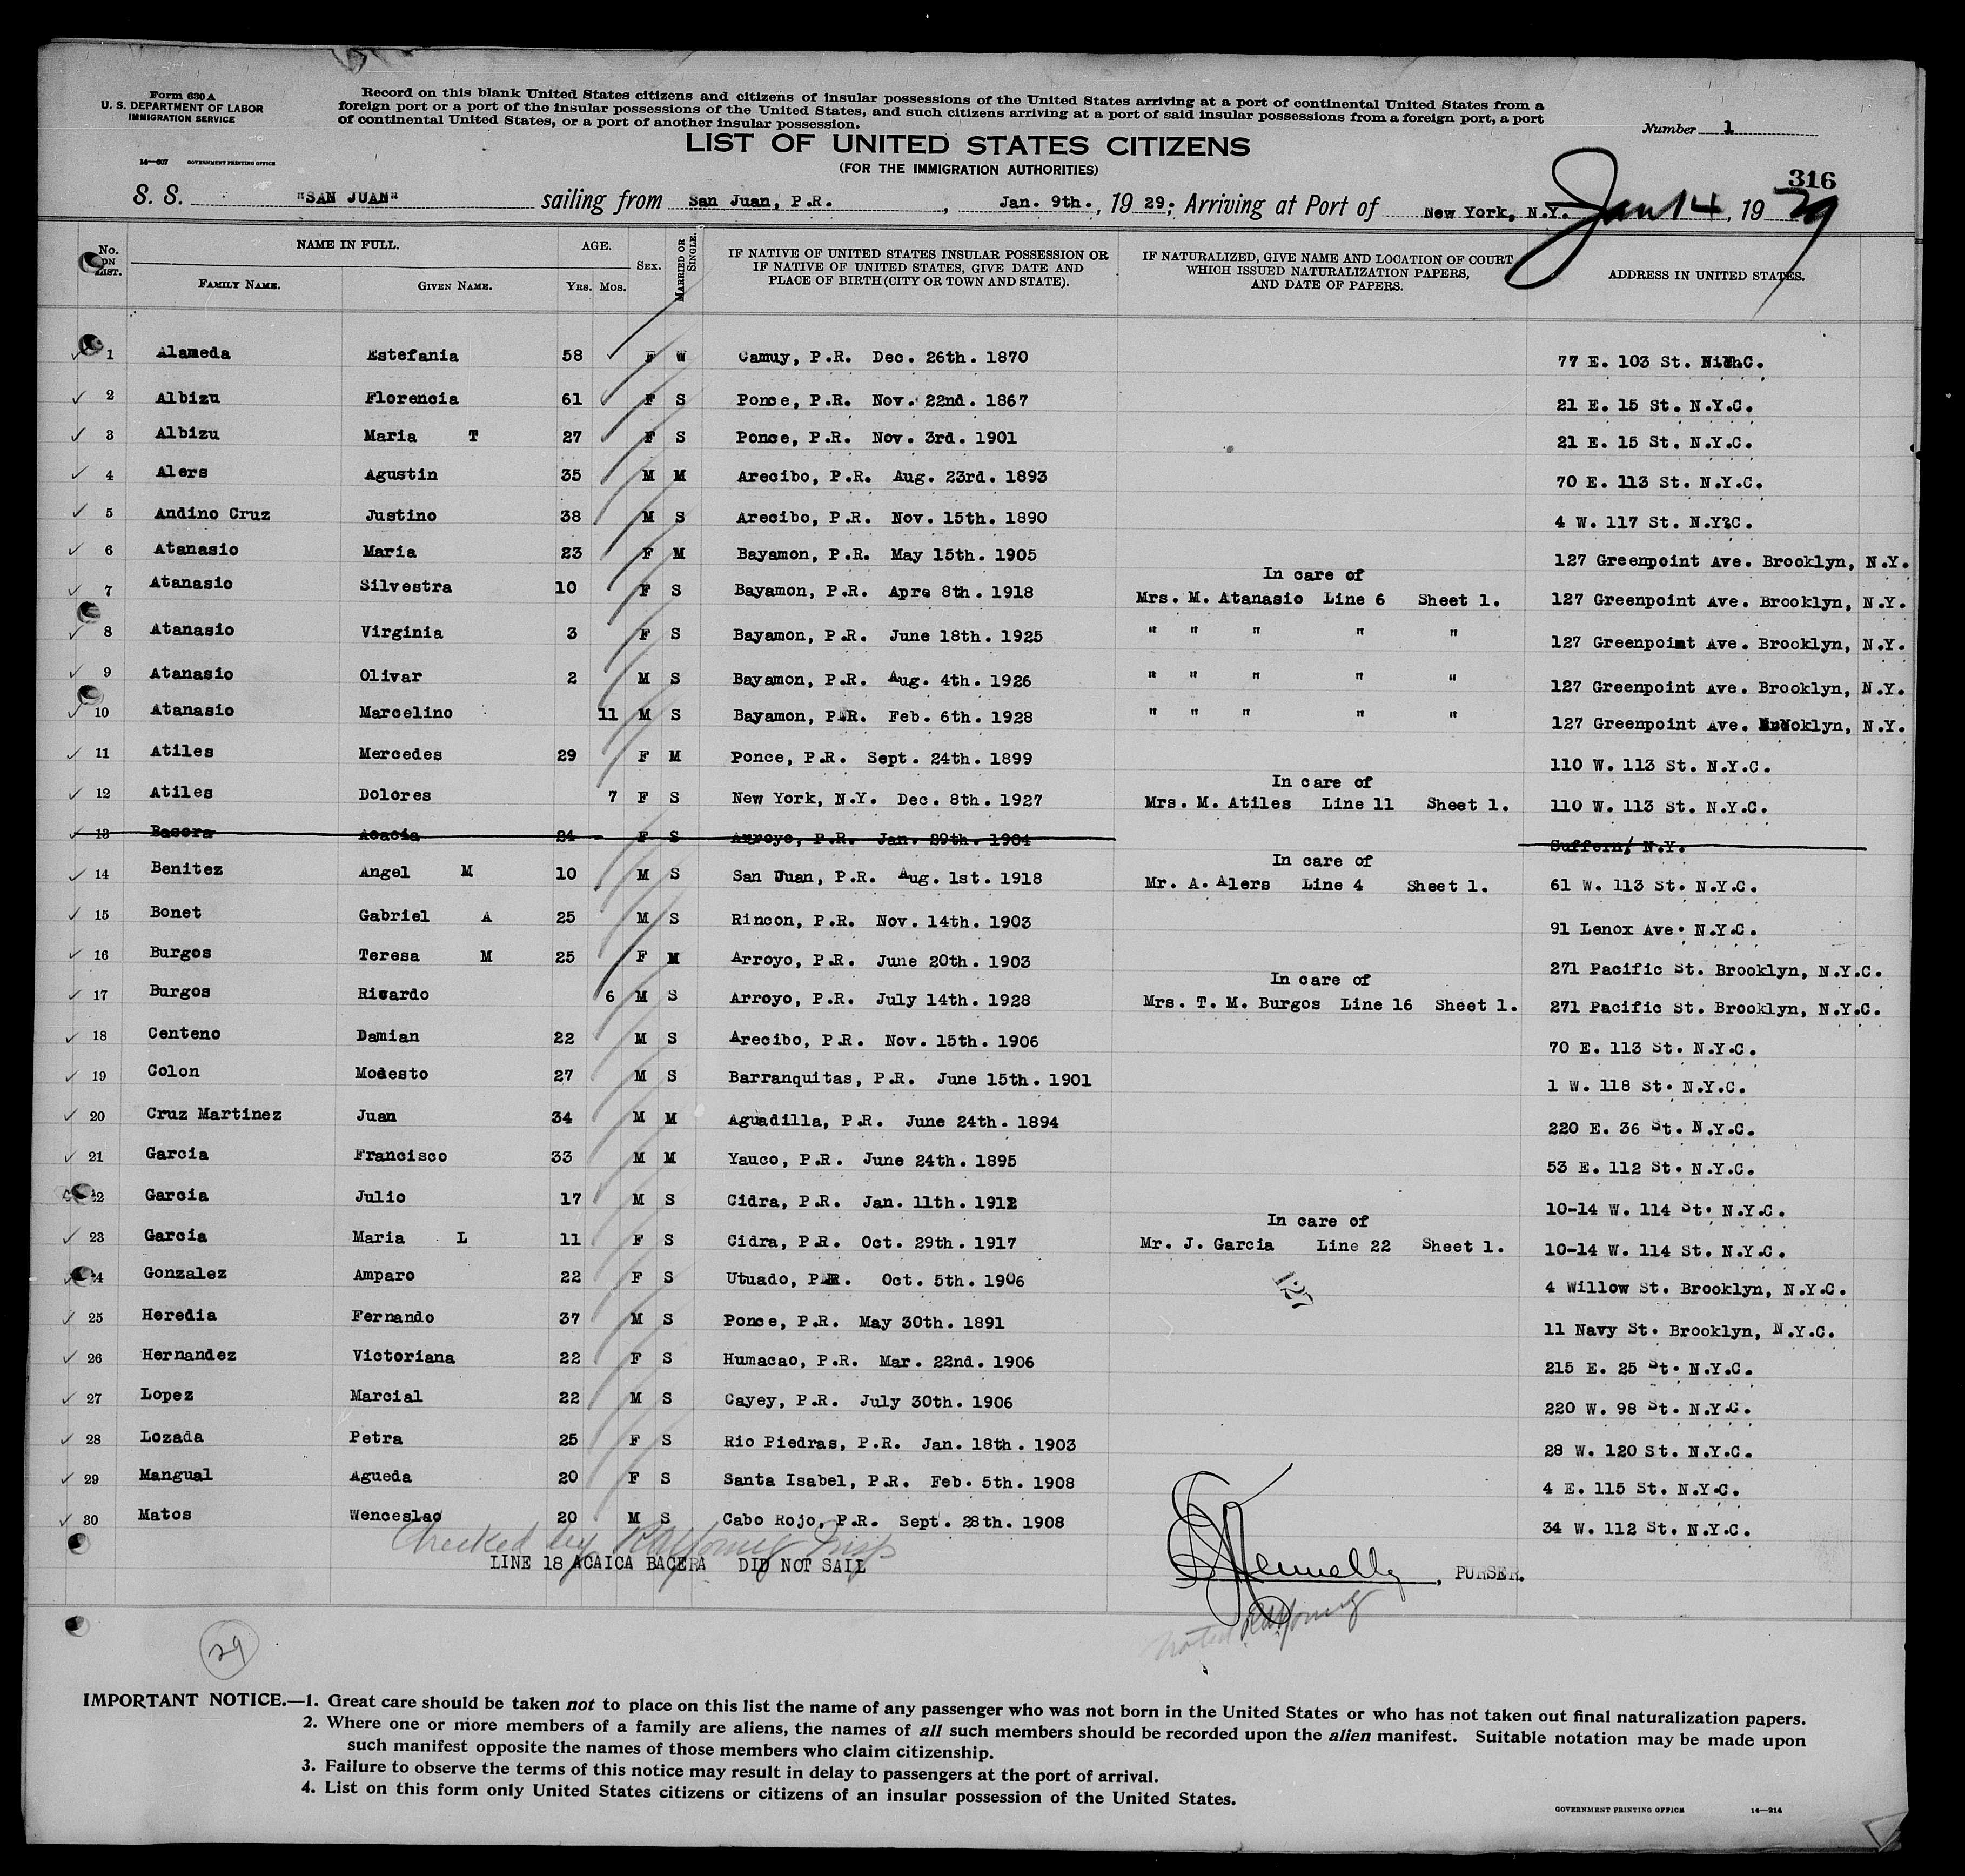 Form 630 A
U. S. DEPARTMENT OF LABOR
IMMIGRATION SERVICE
14—607 GOVERNMENT PRINTING OFFICE
Record on this blank United States citizens and citizens of insular possessions of the United States arriving at a port of continental United States from a
foreign port or a port of the insular possessions of the United States, and such citizens arriving at a port of said insular possessions from a foreign port, a port
of continental United States, or a port of another insular possession.
Number 1
LIST OF UNITED STATES CITIZENS
(FOR THE IMMIGRATION AUTHORITIES)
316
S. S. "SAN JUAN" sailing from San Juan, P.R. , Jan. 9th. , 19 29; Arriving at Port of New York, N.Y. Jan 14 , 19 29
No. ON LIST. NAME IN FULL. AGE. SEX. MARRIED OR SINGLE. IF NATIVE OF UNITED STATES INSULAR POSSESSION OR IF NATIVE OF UNITED STATES, GIVE DATE AND PLACE OF BIRTH (CITY OR TOWN AND STATE). IF NATURALIZED, GIVE NAME AND LOCATION OF COURT WHICH ISSUED NATURALIZATION PAPERS, AND DATE OF PAPERS. ADDRESS IN UNITED STATES.
FAMILY NAME. GIVEN NAME. YRS. MOS.
1 Alameda Estefania 58 F W Camuy, P.R. Dec. 26th. 1870 77 E. 103 St. N.Y.C.
2 Albizu Florencia 61 F S Ponce, P.R. Nov. 22nd. 1867 21 E. 15 St. N.Y.C.
3 Albizu Maria T 27 F S Ponce, P.R. Nov. 3rd. 1901 21 E. 15 St. N.Y.C.
4 Alers Agustin 35 M M Arecibo, P.R. Aug. 23rd. 1893 70 E. 113 St. N.Y.C.
5 Andino Cruz Justino 38 M S Arecibo, P.R. Nov. 15th. 1890 4 W. 117 St. N.Y?C.
6 Atanasio Maria 23 F M Bayamon, P.R. May 15th. 1905 127 Greenpoint Ave. Brooklyn, N.Y.
In care of
7 Atanasio Silvestra 10 F S Bayamon, P.R. Apre 8th. 1918 Mrs. M. Atanasio Line 6 Sheet 1. 127 Greenpoint Ave. Brooklyn, N.Y.
8 Atanasio Virginia 3 F S Bayamon, P.R. June 18th. 1925 " " " " " 127 Greenpoint Ave. Brooklyn, N.Y.
9 Atanasio Olivar 2 M S Bayamon, P.R. Aug. 4th. 1926 " " " " " 127 Greenpoint Ave. Brooklyn, N.Y.
10 Atanasio Marcelino 11 M S Bayamon, P.R. Feb. 6th. 1928 " " " " " 127 Greenpoint Ave. Brooklyn, N.Y.
11 Atiles Mercedes 29 F M Ponce, P.R. Sept. 24th. 1899 110 W. 113 St. N.Y.C.
In care of
12 Atiles Dolores 7 F S New York, N.Y. Dec. 8th. 1927 Mrs. M. Atiles Line 11 Sheet 1. 110 W. 113 St. N.Y.C.
13 Bacera Acacia 24 - F S Arroyo, P.R. Jan. 29th. 1904 Suffern, N.Y.
In care of
14 Benitez Angel M 10 M S San Juan, P.R. Aug. 1st. 1918 Mr. A. Alers Line 4 Sheet 1. 61 W. 113 St. N.Y.C.
15 Bonet Gabriel A 25 M S Rincon, P.R. Nov. 14th. 1903 91 Lenox Ave. N.Y.C.
16 Burgos Teresa M 25 F M Arroyo, P.R. June 20th. 1903 271 Pacific St. Brooklyn, N.Y.C.
In care of
17 Burgos Ricardo 6 M S Arroyo, P.R. July 14th. 1928 Mrs. T. M. Burgos Line 16 Sheet 1. 271 Pacific St. Brooklyn, N.Y.C.
18 Centeno Damian 22 M S Arecibo, P.R. Nov. 15th. 1906 70 E. 113 St. N.Y.C.
19 Colon Modesto 27 M S Barranquitas, P.R. June 15th. 1901 1 W. 118 St. N.Y.C.
20 Cruz Martinez Juan 34 M M Aguadilla, P.R. June 24th. 1894 220 E. 36 St. N.Y.C.
21 Garcia Francisco 33 M M Yauco, P.R. June 24th. 1895 53 E. 112 St. N.Y.C.
22 Garcia Julio 17 M S Cidra, P.R. Jan. 11th. 1912 10-14 W. 114 St. N.Y.C.
In care of
23 Garcia Maria L 11 F S Cidra, P.R. Oct. 29th. 1917 Mr. J. Garcia Line 22 Sheet 1. 10-14 W. 114 St. N.Y.C.
24 Gonzalez Amparo 22 F S Utuado, P.R. Oct. 5th. 1906 4 Willow St. Brooklyn, N.Y.C.
127
25 Heredia Fernando 37 M S Ponce, P.R. May 30th. 1891 11 Navy St. Brooklyn, N.Y.C.
26 Hernandez Victoriana 22 F S Humacao, P.R. Mar. 22nd. 1906 215 E. 25 St. N.Y.C.
27 Lopez Marcial 22 M S Cayey, P.R. July 30th. 1906 220 W. 98 St. N.Y.C.
28 Lozada Petra 25 F S Rio Piedras, P.R. Jan. 18th. 1903 28 W. 120 St. N.Y.C.
29 Mangual Agueda 20 F S Santa Isabel, P.R. Feb. 5th. 1908 4 E. 115 St. N.Y.C.
30 Matos Wenceslao 20 M S Cabo Rojo, P.R. Sept. 28th. 1908 34 W. 112 St. N.Y.C.
Checked by RAYoung Insp
LINE 18 ACAICA BACERA DID NOT SAIL
Kennelly, PURSER.
Noted RAYoung
29
IMPORTANT NOTICE.—1. Great care should be taken not to place on this list the name of any passenger who was not born in the United States or who has not taken out final naturalization papers.
2. Where one or more members of a family are aliens, the names of all such members should be recorded upon the alien manifest. Suitable notation may be made upon
such manifest opposite the names of those members who claim citizenship.
3. Failure to observe the terms of this notice may result in delay to passengers at the port of arrival.
4. List on this form only United States citizens or citizens of an insular possession of the United States.
GOVERNMENT PRINTING OFFICE 14—214